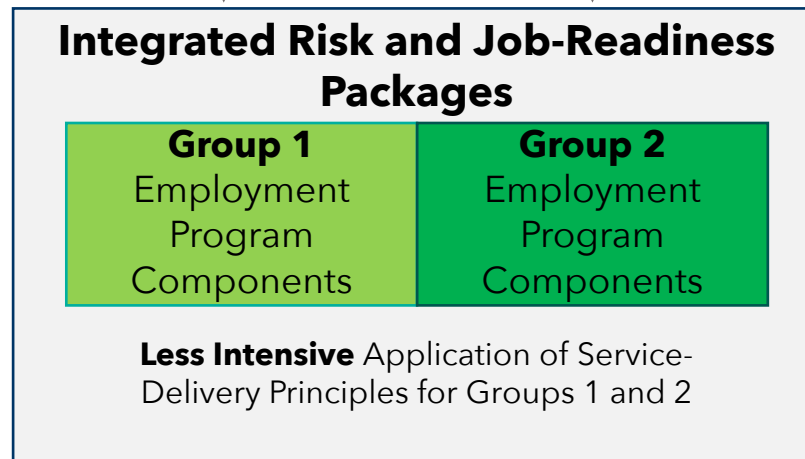 Integrated Risk and Job-Readiness
Packages
Group 1
Employment
Program
Components
Group 2
Employment
Program
Components
Less Intensive Application of Service-
Delivery Principles for Groups 1 and 2